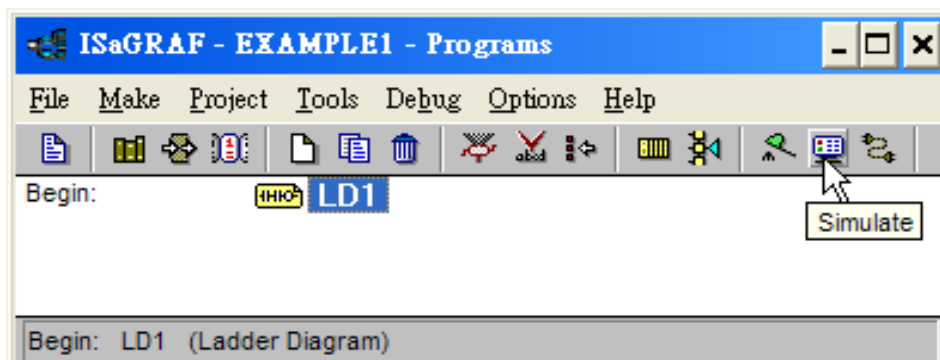 ISaGRAF - EXAMPLE1 - Programs
File Make Project Tools Debug Options Help
Begin: LD1
Simulate
Begin: LD1 (Ladder Diagram)